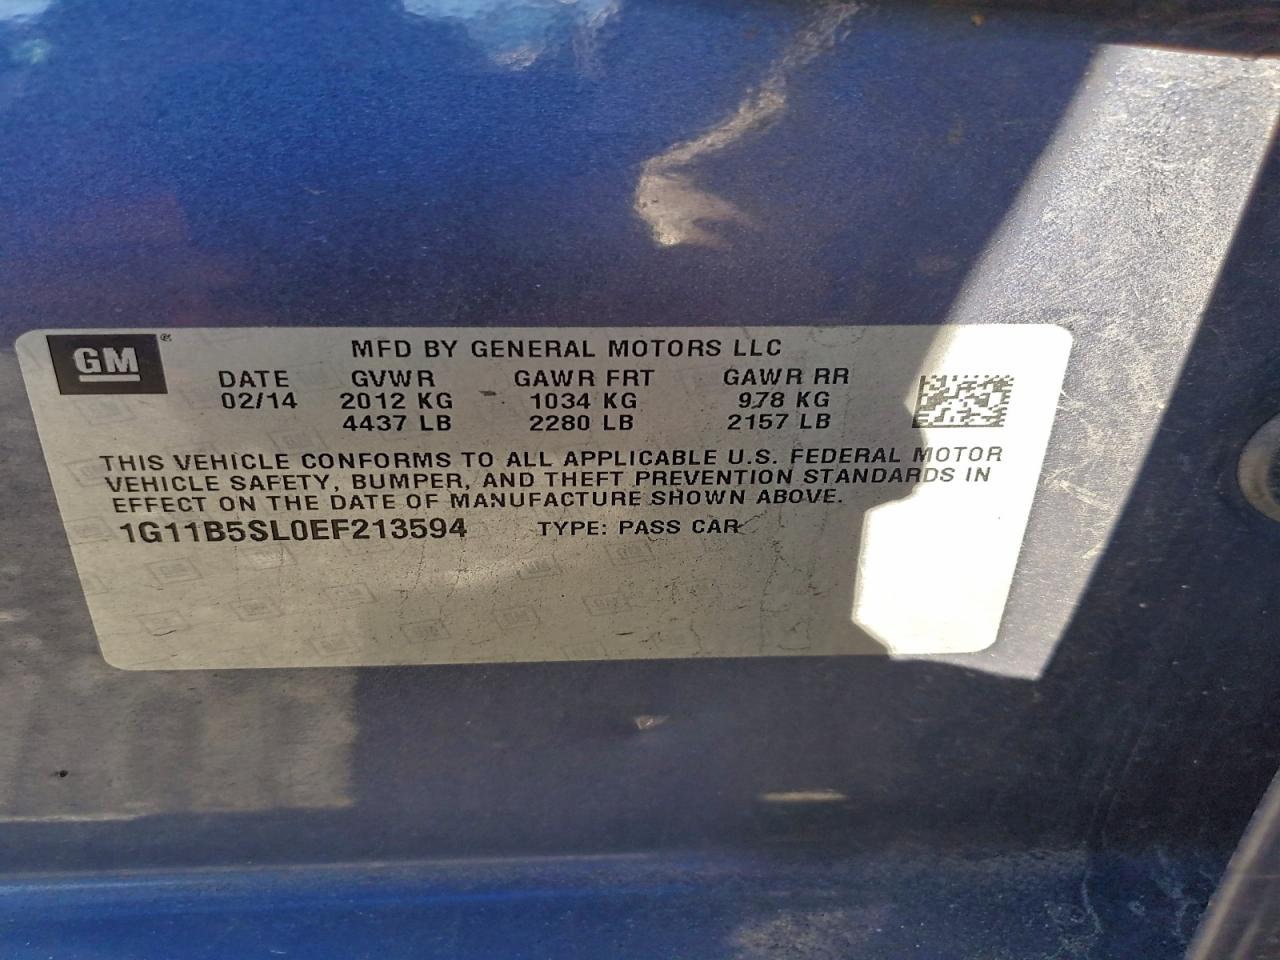 GM ®
MFD BY GENERAL MOTORS LLC
DATE GVWR GAWR FRT GAWR RR
02/14 2012 KG 1034 KG 978 KG
4437 LB 2280 LB 2157 LB
THIS VEHICLE CONFORMS TO ALL APPLICABLE U.S. FEDERAL MOTOR
VEHICLE SAFETY, BUMPER, AND THEFT PREVENTION STANDARDS IN
EFFECT ON THE DATE OF MANUFACTURE SHOWN ABOVE.
1G11B5SL0EF213594 TYPE: PASS CAR